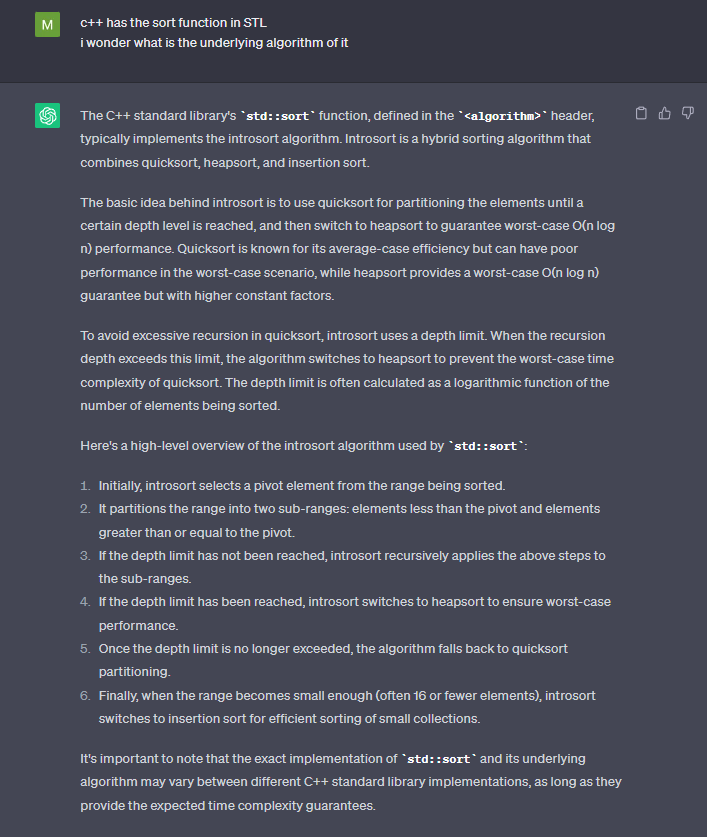 M
c++ has the sort function in STL
i wonder what is the underlying algorithm of it
The C++ standard library's `std::sort` function, defined in the `<algorithm>` header,
typically implements the introsort algorithm. Introsort is a hybrid sorting algorithm that
combines quicksort, heapsort, and insertion sort.
The basic idea behind introsort is to use quicksort for partitioning the elements until a
certain depth level is reached, and then switch to heapsort to guarantee worst-case O(n log
n) performance. Quicksort is known for its average-case efficiency but can have poor
performance in the worst-case scenario, while heapsort provides a worst-case O(n log n)
guarantee but with higher constant factors.
To avoid excessive recursion in quicksort, introsort uses a depth limit. When the recursion
depth exceeds this limit, the algorithm switches to heapsort to prevent the worst-case time
complexity of quicksort. The depth limit is often calculated as a logarithmic function of the
number of elements being sorted.
Here's a high-level overview of the introsort algorithm used by `std::sort`:
1. Initially, introsort selects a pivot element from the range being sorted.
2. It partitions the range into two sub-ranges: elements less than the pivot and elements
greater than or equal to the pivot.
3. If the depth limit has not been reached, introsort recursively applies the above steps to
the sub-ranges.
4. If the depth limit has been reached, introsort switches to heapsort to ensure worst-case
performance.
5. Once the depth limit is no longer exceeded, the algorithm falls back to quicksort
partitioning.
6. Finally, when the range becomes small enough (often 16 or fewer elements), introsort
switches to insertion sort for efficient sorting of small collections.
It's important to note that the exact implementation of `std::sort` and its underlying
algorithm may vary between different C++ standard library implementations, as long as they
provide the expected time complexity guarantees.